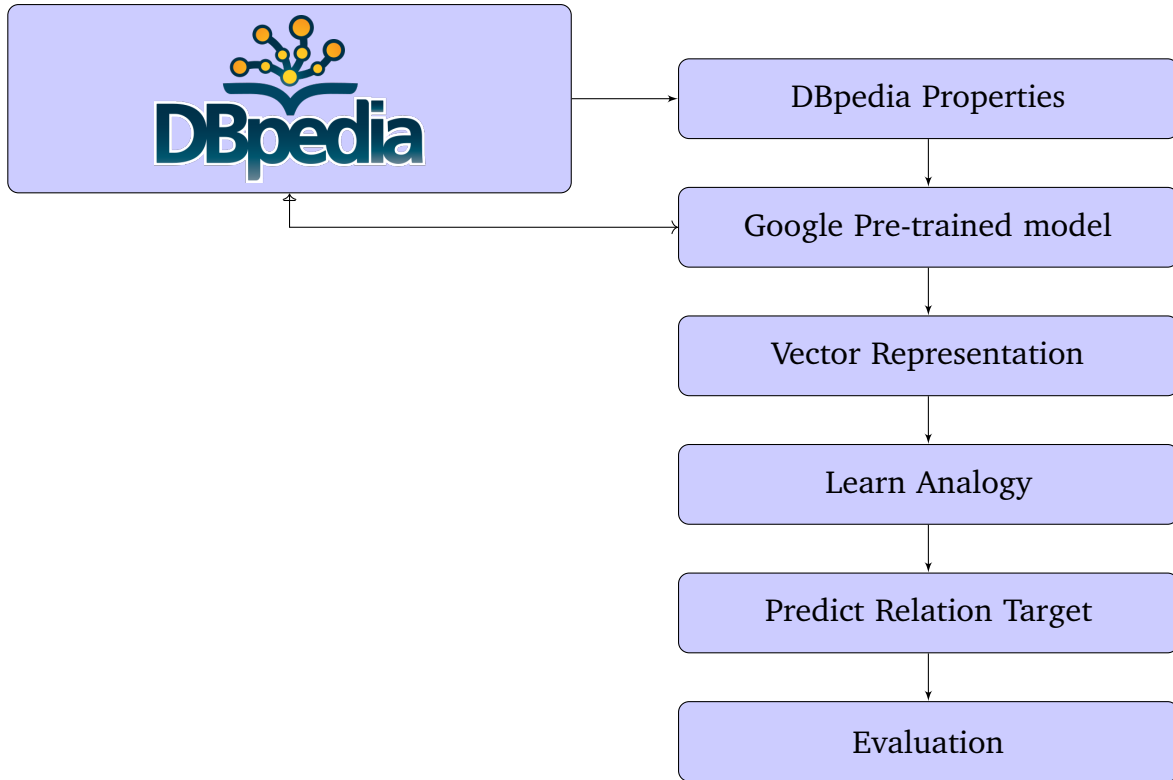 DBpedia
DBpedia Properties
Google Pre-trained model
Vector Representation
Learn Analogy
Predict Relation Target
Evaluation